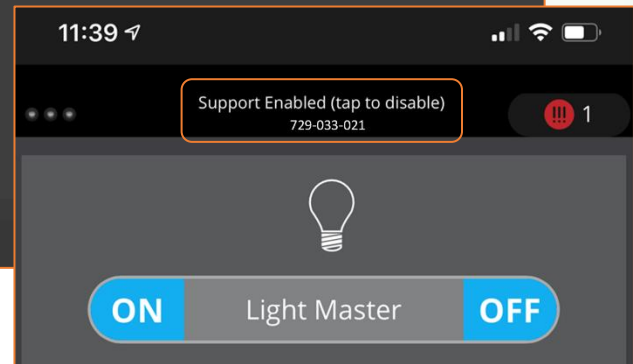 11:39
Support Enabled (tap to disable)
729-033-021
!!! 1
ON Light Master OFF